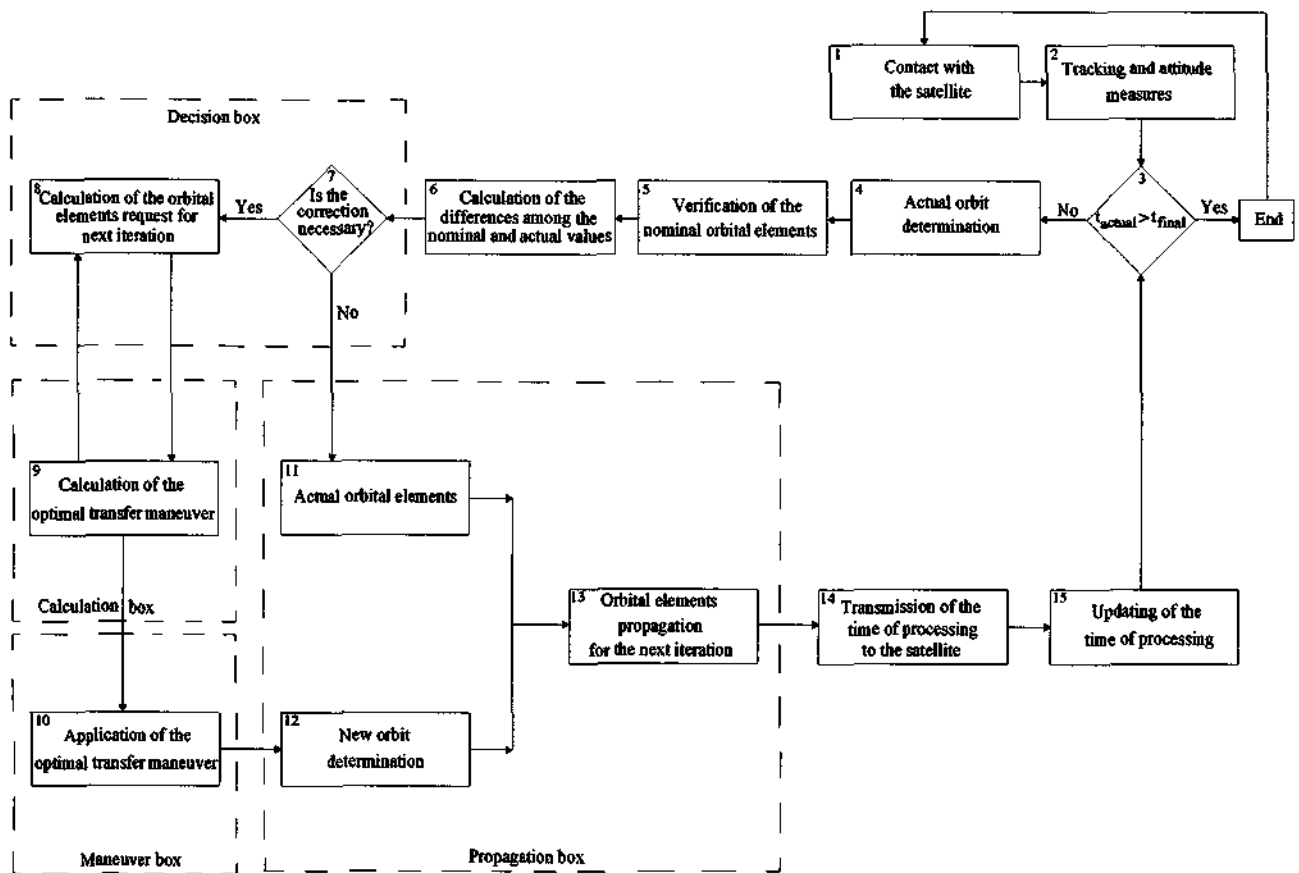 1
Contact with
the satellite
2
Tracking and attitude
measures
Decision box
8
Calculation of the orbital
elements request for
next iteration
Yes
7
Is the
correction
necessary?
No
6
Calculation of the
differences among the
nominal and actual values
5
Verification of the
nominal orbital elements
4
Actual orbit
determination
No
3
tactual>tfinal
Yes
End
9
Calculation of the
optimal transfer maneuver
Calculation box
11
Actual orbital elements
13
Orbital elements
propagation
for the next iteration
14
Transmission of the
time of processing
to the satellite
15
Updating of the
time of processing
10
Application of the
optimal transfer maneuver
12
New orbit
determination
Maneuver box
Propagation box